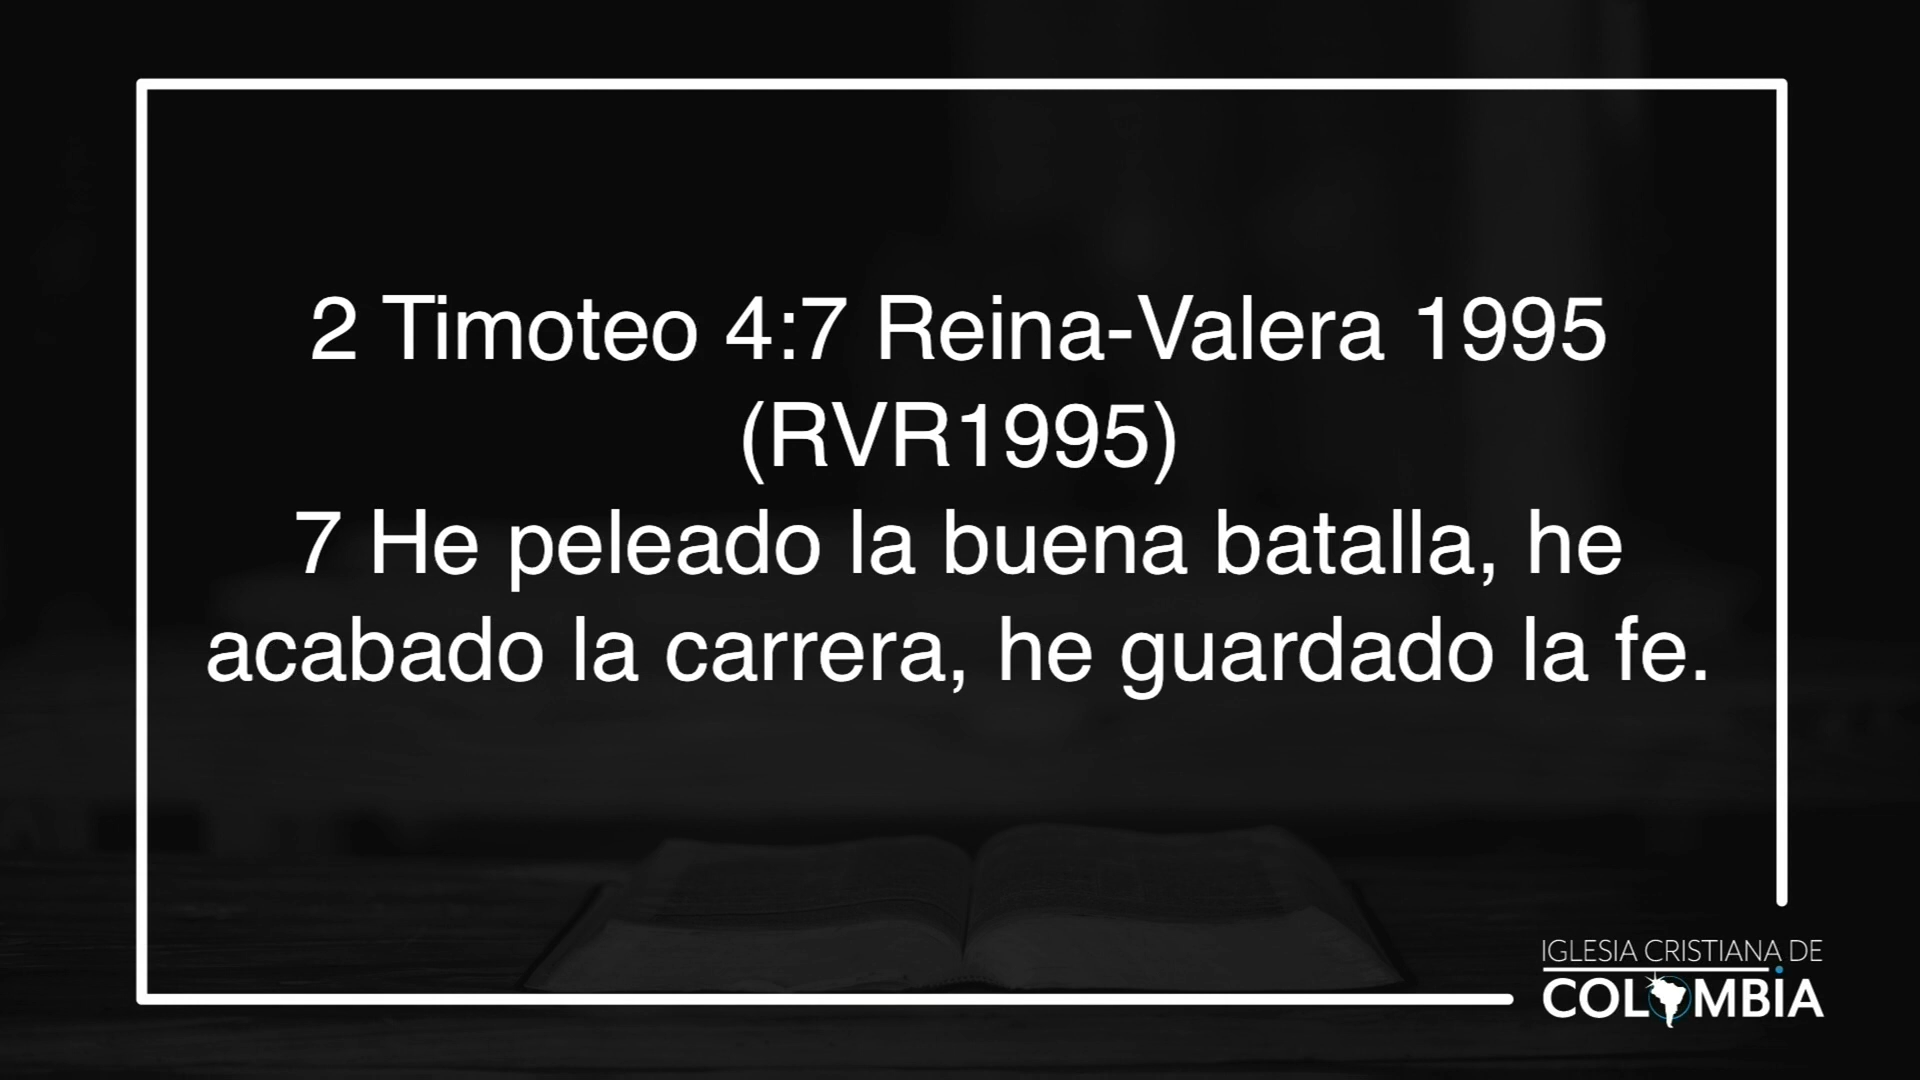 2 Timoteo 4:7 Reina-Valera 1995
(RVR1995)
7 He peleado la buena batalla, he
acabado la carrera, he guardado la fe.
IGLESIA CRISTIANA DE
COLOMBIA